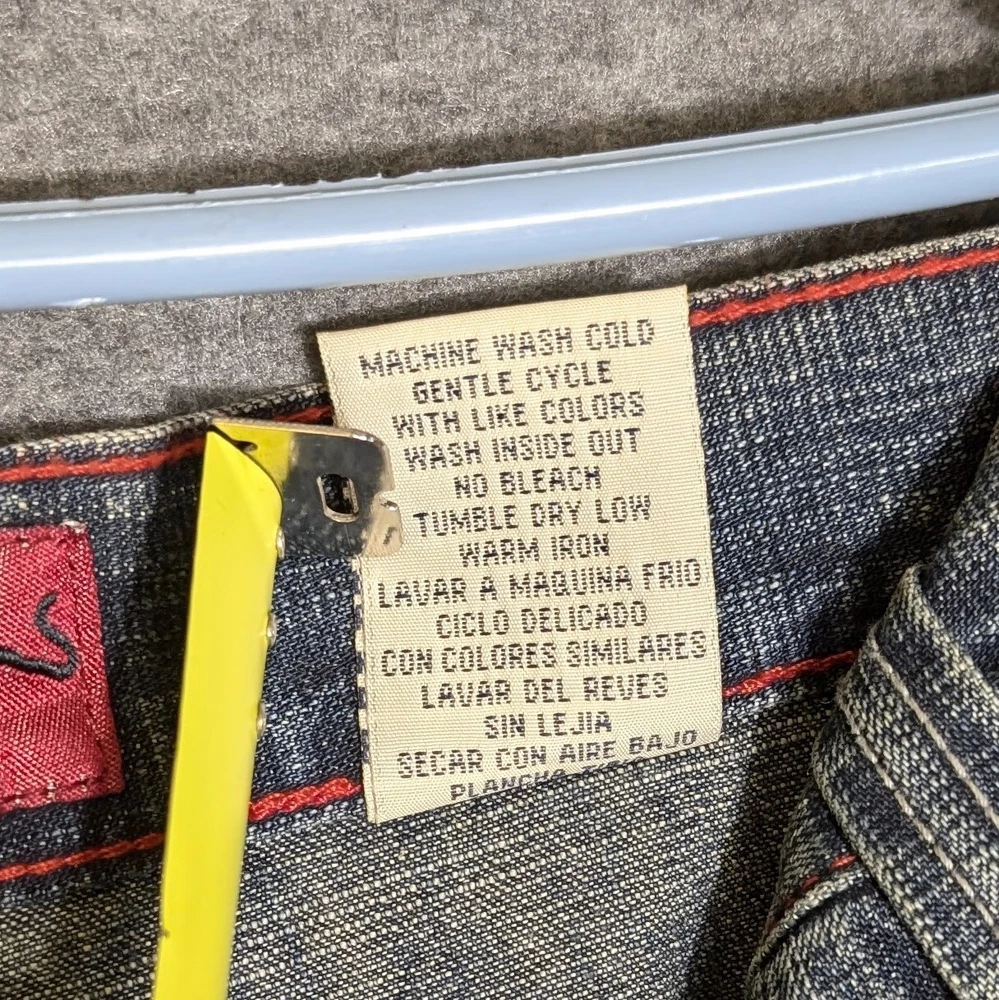 MACHINE WASH COLD
GENTLE CYCLE
WITH LIKE COLORS
WASH INSIDE OUT
NO BLEACH
TUMBLE DRY LOW
WARM IRON
LAVAR A MAQUINA FRIO
CICLO DELICADO
CON COLORES SIMILARES
LAVAR DEL REVES
SIN LEJIA
SECAR CON AIRE BAJO
PLANCHA